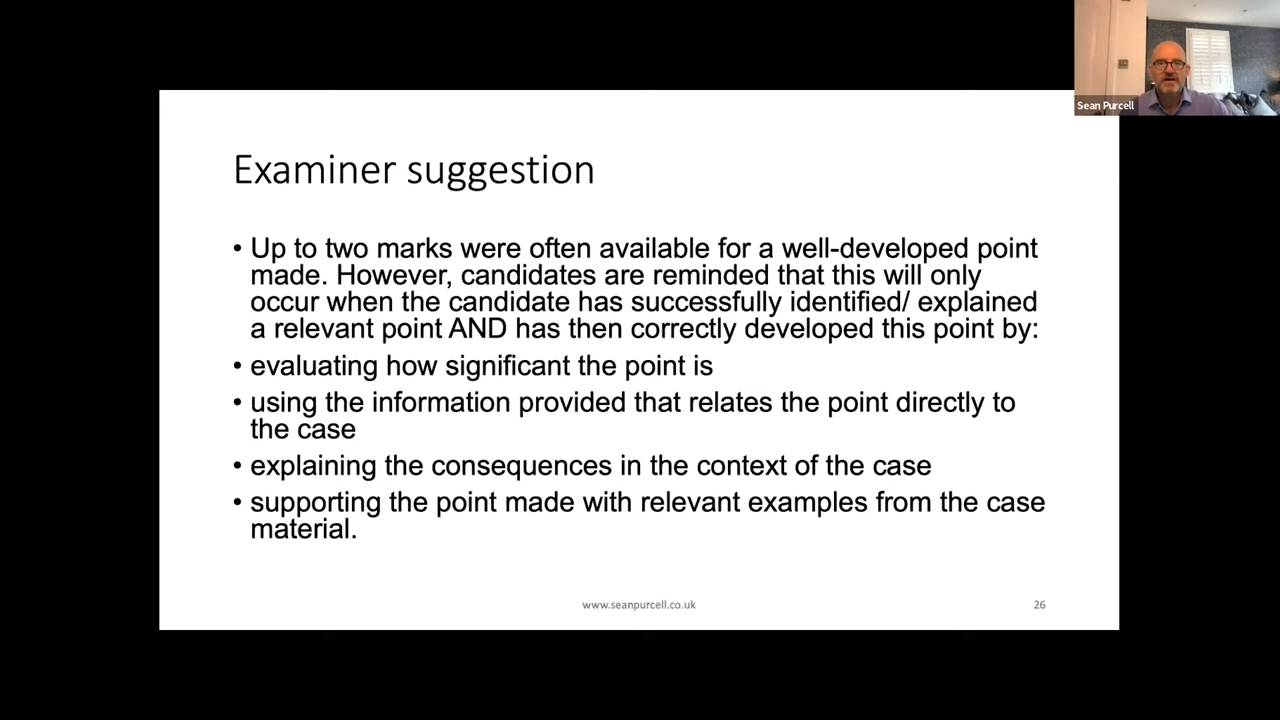 Sean Purcell
Examiner suggestion
• Up to two marks were often available for a well-developed point
made. However, candidates are reminded that this will only
occur when the candidate has successfully identified/ explained
a relevant point AND has then correctly developed this point by:
• evaluating how significant the point is
• using the information provided that relates the point directly to
the case
• explaining the consequences in the context of the case
• supporting the point made with relevant examples from the case
material.
www.seanpurcell.co.uk
26